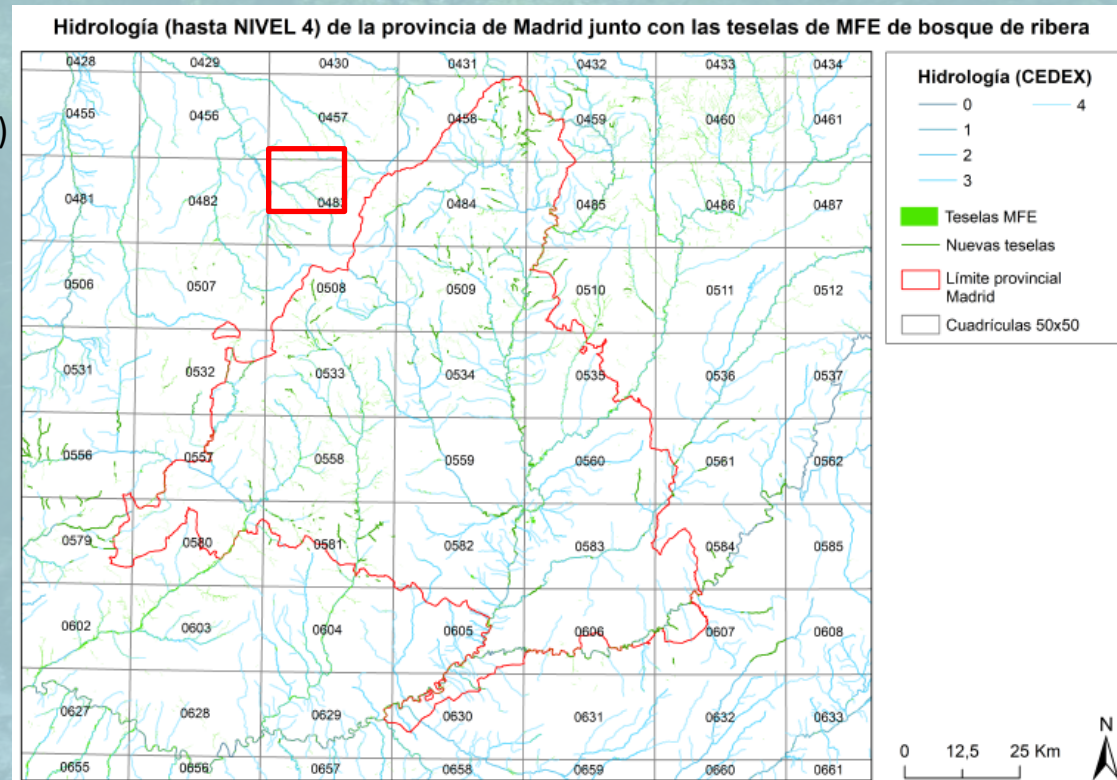 Hidrología (hasta NIVEL 4) de la provincia de Madrid junto con las teselas de MFE de bosque de ribera
)
0428 0429 0430 0431 0432 0433 0434
0455 0456 0457 0458 0459 0460 0461
0481 0482 0483 0484 0485 0486 0487
0506 0507 0508 0509 0510 0511 0512
0531 0532 0533 0534 0535 0536 0537
0556 0557 0558 0559 0560 0561 0562
0579 0580 0581 0582 0583 0584 0585
0602 0603 0604 0605 0606 0607 0608
0627 0628 0629 0630 0631 0632 0633
0655 0656 0657 0658 0659 0660 0661
Hidrología (CEDEX)
0 4
1
2
3
Teselas MFE
Nuevas teselas
Límite provincial
Madrid
Cuadrículas 50x50
N
0 12,5 25 Km